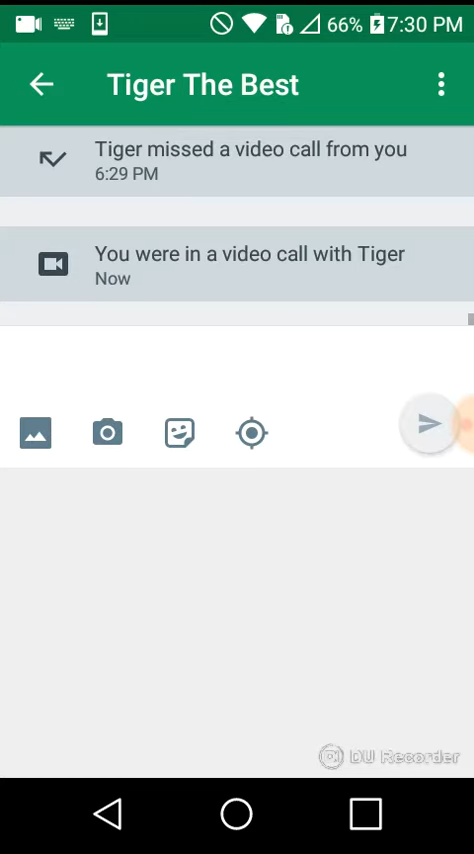 66% 7:30 PM
Tiger The Best
Tiger missed a video call from you
6:29 PM
You were in a video call with Tiger
Now
DU Recorder